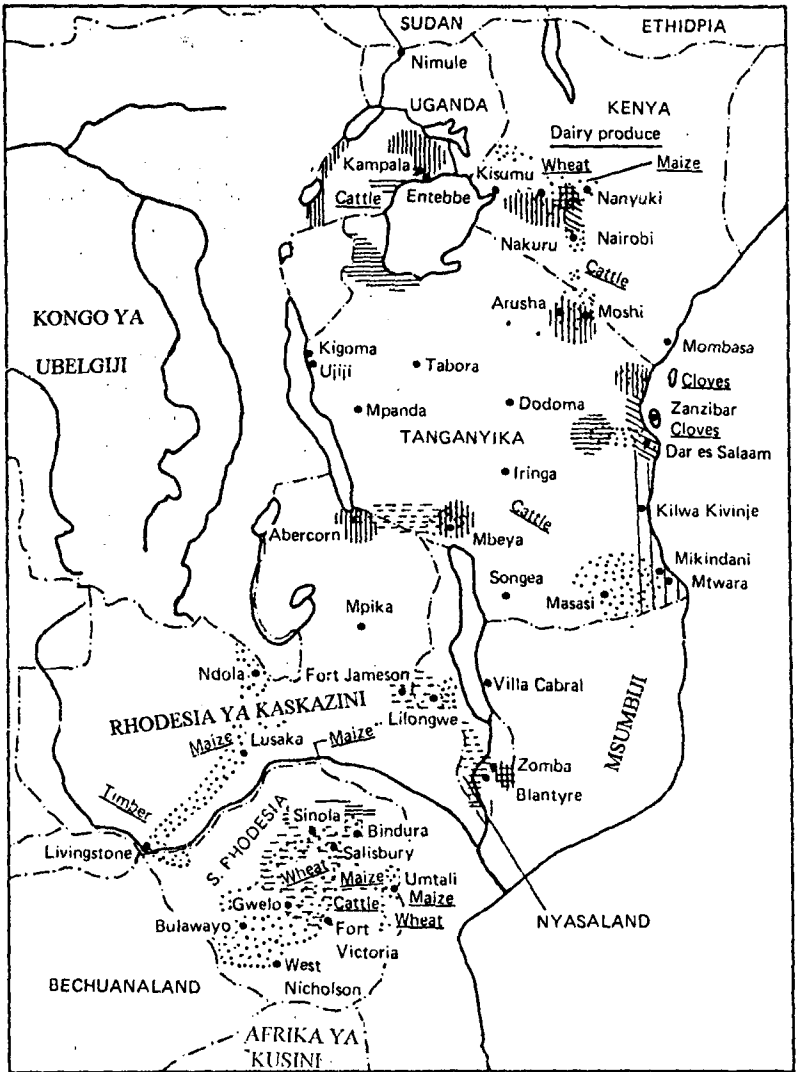 SUDAN
ETHIDPIA
Nimule
UGANDA
KENYA
Dairy produce
Kampala
Kisumu
Wheat
Maize
Cattle
Entebbe
Nanyuki
Nakuru
Nairobi
Cattle
Arusha
Moshi
KONGO YA
UBELGIJI
Kigoma
Ujiji
Tabora
Mombasa
Cloves
Mpanda
Dodoma
Zanzibar
Cloves
TANGANYIKA
Dar es Salaam
Iringa
Cattle
Kilwa Kivinje
Abercorn
Mbeya
Mikindani
Mtwara
Songea
Masasi
Mpika
Ndola
Fort Jameson
Villa Cabral
Lilongwe
RHODESIA YA KASKAZINI
MSUMBIJI
Maize
Lusaka
Maize
Zomba
Blantyre
Timber
Livingstone
S. FHODESIA
Sinola
Bindura
Salisbury
Wheat
Maize
Umtali
Maize
Gwelo
Cattle
Wheat
Bulawayo
Fort
Victoria
NYASALAND
West
Nicholson
BECHUANALAND
AFRIKA YA
KUSINI